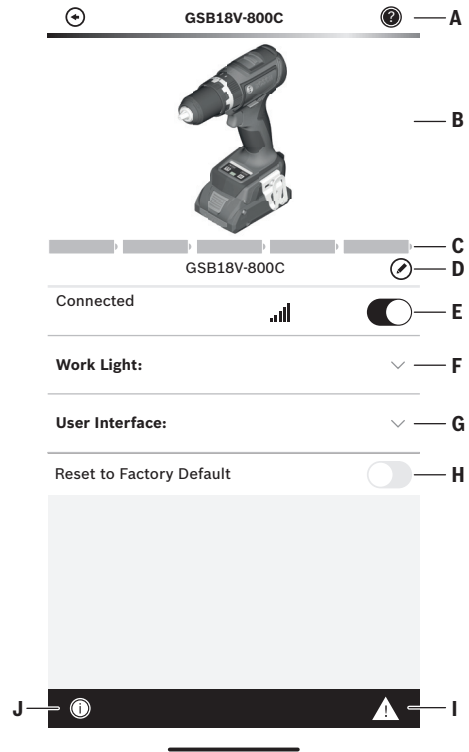 GSB18V-800C
A
B
C
GSB18V-800C
D
Connected
E
Work Light:
F
User Interface:
G
Reset to Factory Default
H
J
I